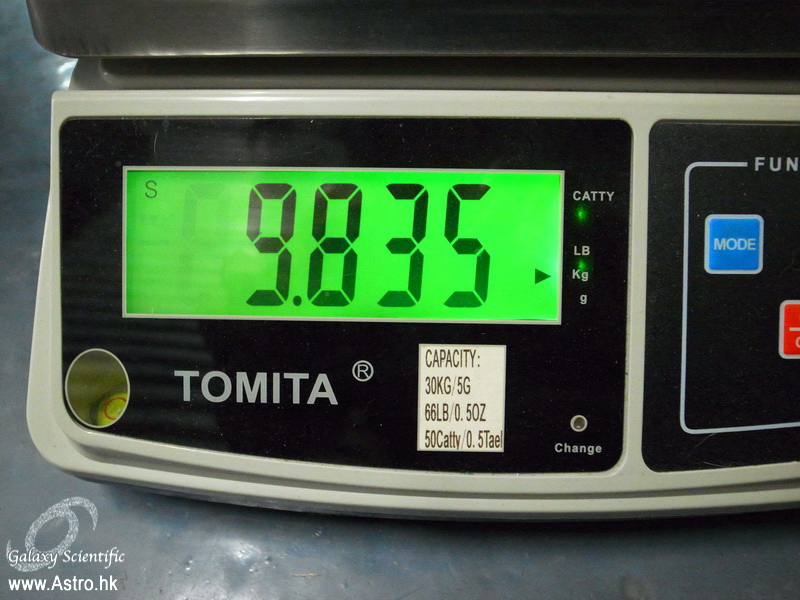 S
9.835
CATTY
LB
Kg
g
FUN
MODE
TOMITA ®
CAPACITY:
30KG/5G
66LB/0.5OZ
50Catty/0.5Tael
Change
Galaxy Scientific
www.Astro.hk